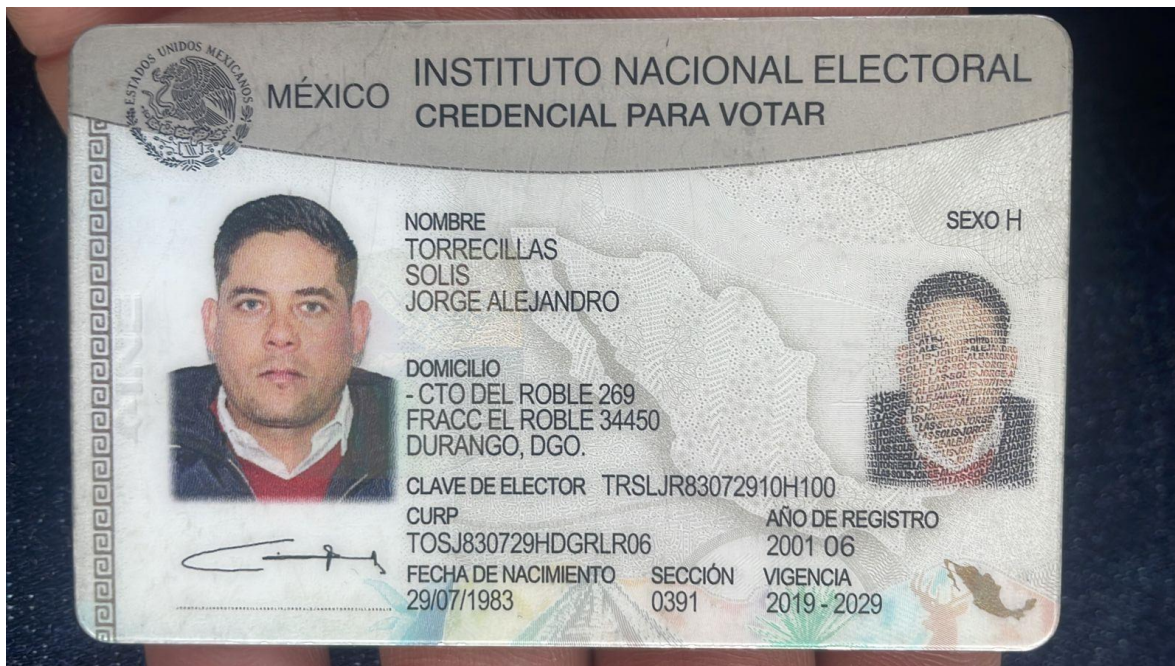 ESTADOS UNIDOS MEXICANOS
MÉXICO
INSTITUTO NACIONAL ELECTORAL
CREDENCIAL PARA VOTAR
NOMBRE
TORRECILLAS
SOLIS
JORGE ALEJANDRO
SEXO H
DOMICILIO
- CTO DEL ROBLE 269
FRACC EL ROBLE 34450
DURANGO, DGO.
CLAVE DE ELECTOR TRSLJR83072910H100
CURP
TOSJ830729HDGRLR06
AÑO DE REGISTRO
2001 06
FECHA DE NACIMIENTO
29/07/1983
SECCIÓN
0391
VIGENCIA
2019 - 2029